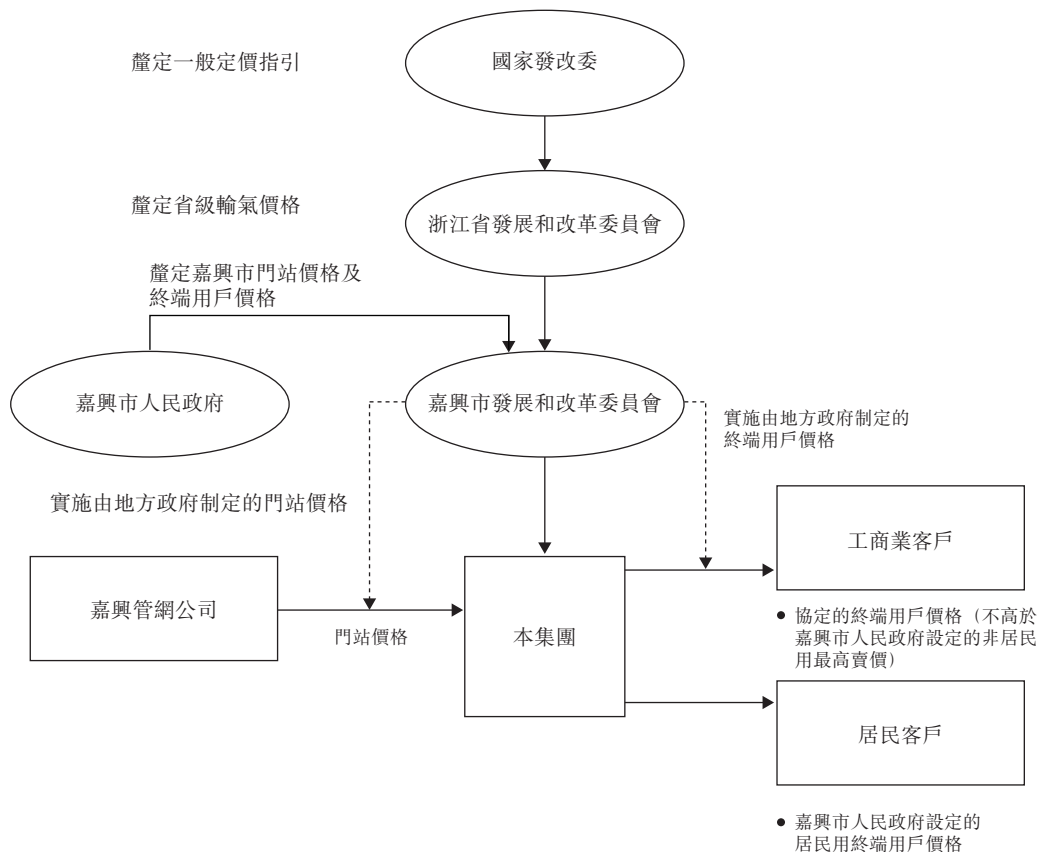 釐定一般定價指引
國家發改委
釐定省級輸氣價格
浙江省發展和改革委員會
釐定嘉興市門站價格及
終端用戶價格
嘉興市人民政府
嘉興市發展和改革委員會
實施由地方政府制定的
終端用戶價格
實施由地方政府制定的門站價格
工商業客戶
嘉興管網公司
門站價格
本集團
• 協定的終端用戶價格（不高於
嘉興市人民政府設定的非居民
用最高賣價）
居民客戶
• 嘉興市人民政府設定的
居民用終端用戶價格